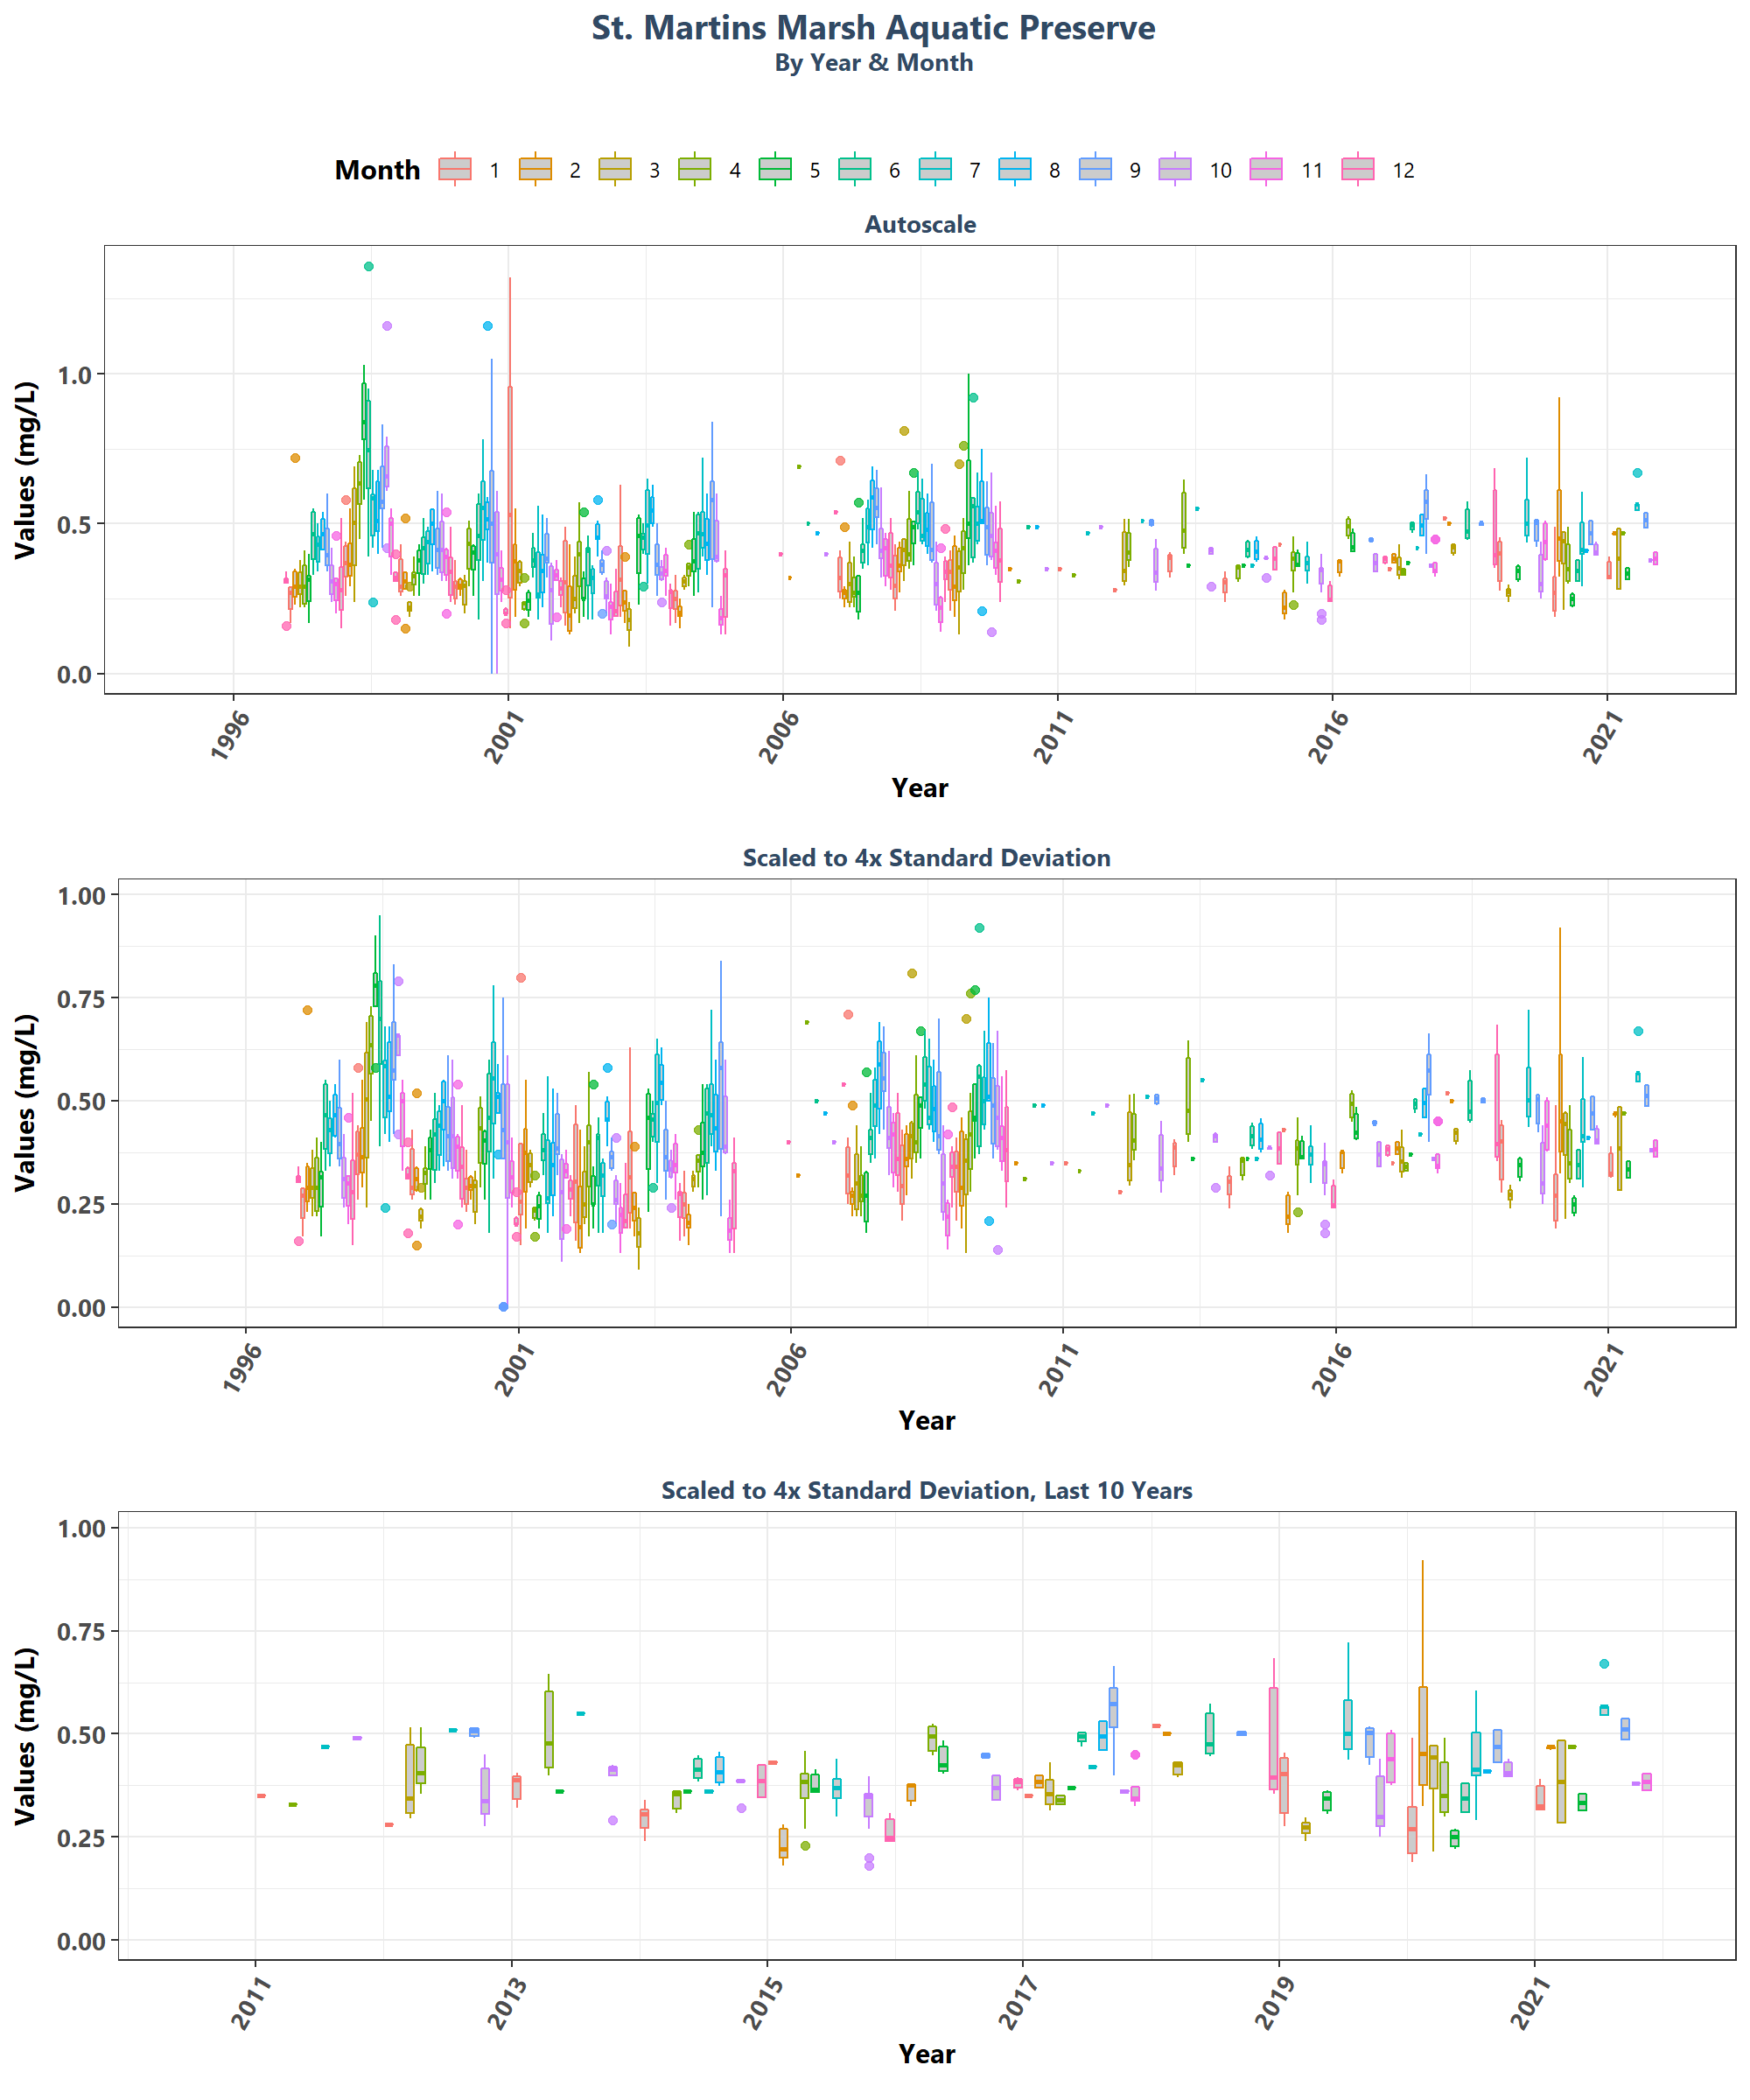 St. Martins Marsh Aquatic Preserve
By Year & Month
Month 1 2 3 4 5 6 7 8 9 10 11 12
Autoscale
Values (mg/L)
1.0
0.5
0.0
1996 2001 2006 2011 2016 2021
Year
Scaled to 4x Standard Deviation
Values (mg/L)
1.00
0.75
0.50
0.25
0.00
1996 2001 2006 2011 2016 2021
Year
Scaled to 4x Standard Deviation, Last 10 Years
Values (mg/L)
1.00
0.75
0.50
0.25
0.00
2011 2013 2015 2017 2019 2021
Year